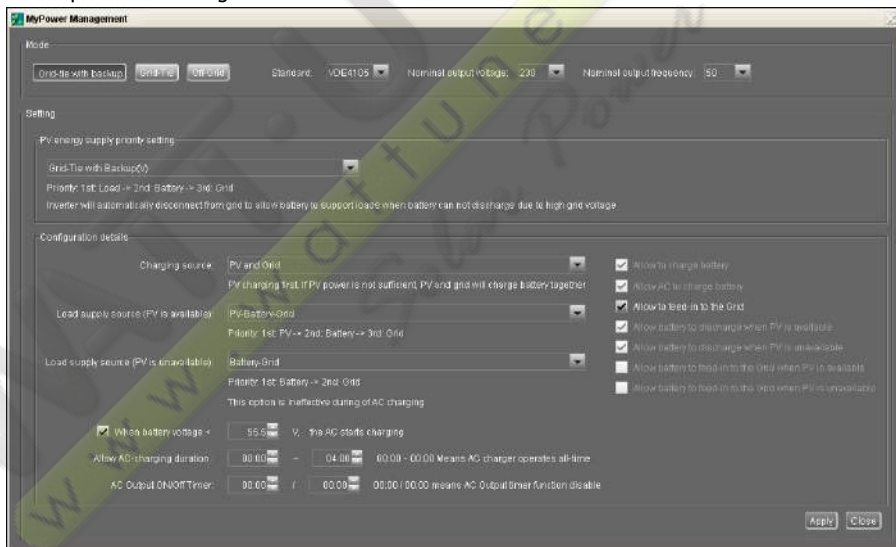 MyPower Management
Mode
Grid-tie with backup Grid-Tie Off-Grid Standard: VDE4105 Nominal output voltage: 230 Nominal output frequency: 50
Setting
PV energy supply priority setting
Grid-Tie with Backup(V)
Priority: 1st: Load -> 2nd: Battery -> 3rd: Grid
Inverter will automatically disconnect from grid to allow battery to support loads when battery can not discharge due to high grid voltage
Configuration details
Charging source: PV and Grid
PV charging first. If PV power is not sufficient, PV and grid will charge battery together
Load supply source (PV is available): PV-Battery-Grid
Priority: 1st: PV -> 2nd: Battery -> 3rd: Grid
Load supply source (PV is unavailable): Battery-Grid
Priority: 1st: Battery -> 2nd: Grid
This option is ineffective during of AC charging
When battery voltage < 55.5 V, the AC starts charging
Allow AC-charging duration 00:00 – 04:00 00:00 - 00:00 Means AC charger operates all-time
AC Output ON/Off Timer: 00:00 / 00:00 00:00 / 00:00 means AC Output timer function disable
Allow to charge battery
Allow AC to charge battery
Allow to feed-in to the Grid
Allow battery to discharge when PV is available
Allow battery to discharge when PV is unavailable
Allow battery to feed-in to the Grid when PV is available
Allow battery to feed-in to the Grid when PV is unavailable
Apply Close
WATT·U
www.wattune
Solar Power